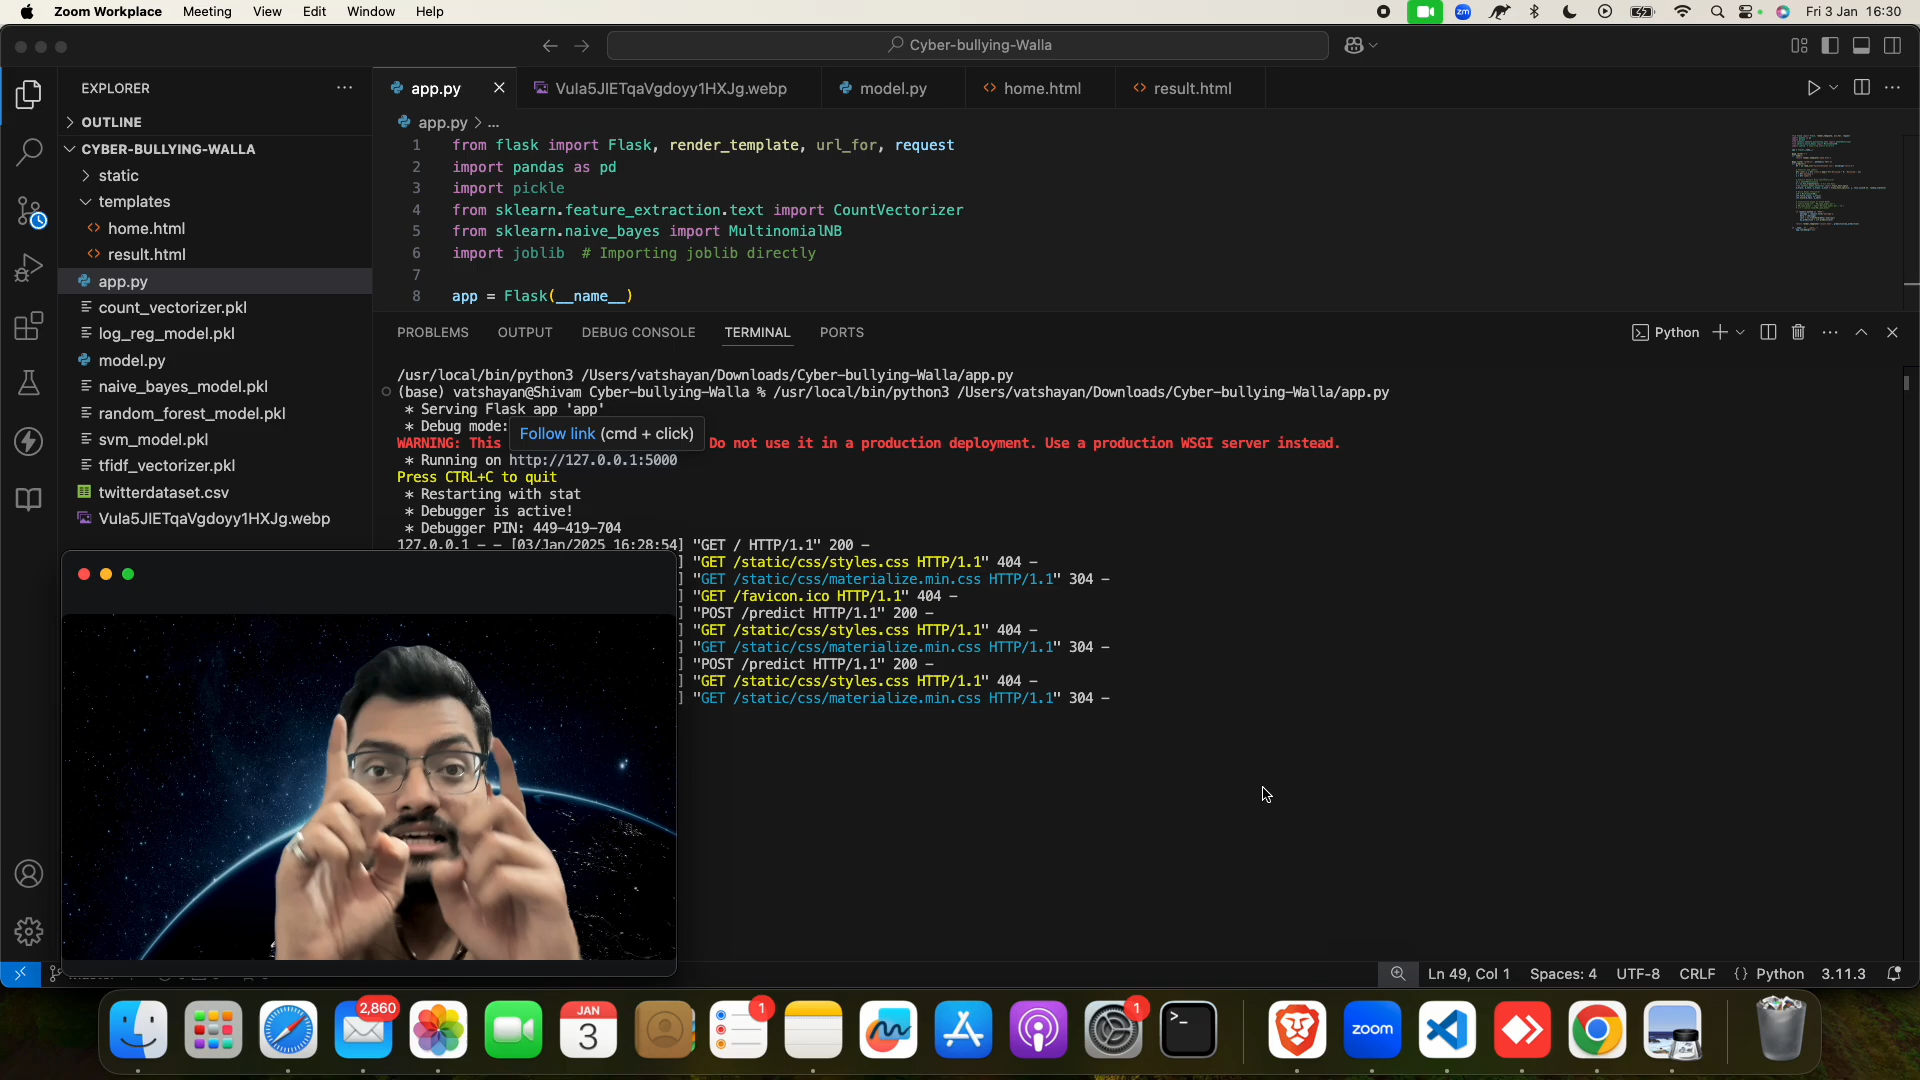 Zoom Workplace Meeting View Edit Window Help
zm
Fri 3 Jan 16:30
Cyber-bullying-Walla
EXPLORER
OUTLINE
CYBER-BULLYING-WALLA
static
templates
<> home.html
<> result.html
app.py
count_vectorizer.pkl
log_reg_model.pkl
model.py
naive_bayes_model.pkl
random_forest_model.pkl
svm_model.pkl
tfidf_vectorizer.pkl
twitterdataset.csv
Vula5JIETqaVgdoyy1HXJg.webp
app.py
Vula5JIETqaVgdoyy1HXJg.webp
model.py
<> home.html
<> result.html
app.py > ...
1 from flask import Flask, render_template, url_for, request
2 import pandas as pd
3 import pickle
4 from sklearn.feature_extraction.text import CountVectorizer
5 from sklearn.naive_bayes import MultinomialNB
6 import joblib # Importing joblib directly
7
8 app = Flask(__name__)
PROBLEMS OUTPUT DEBUG CONSOLE TERMINAL PORTS
Python
/usr/local/bin/python3 /Users/vatshayan/Downloads/Cyber-bullying-Walla/app.py
(base) vatshayan@Shivam Cyber-bullying-Walla % /usr/local/bin/python3 /Users/vatshayan/Downloads/Cyber-bullying-Walla/app.py
* Serving Flask app 'app'
* Debug mode:
Follow link (cmd + click)
WARNING: This Do not use it in a production deployment. Use a production WSGI server instead.
* Running on http://127.0.0.1:5000
Press CTRL+C to quit
* Restarting with stat
* Debugger is active!
* Debugger PIN: 449-419-704
127.0.0.1 - - [03/Jan/2025 16:28:54] "GET / HTTP/1.1" 200 -
] "GET /static/css/styles.css HTTP/1.1" 404 -
] "GET /static/css/materialize.min.css HTTP/1.1" 304 -
] "GET /favicon.ico HTTP/1.1" 404 -
] "POST /predict HTTP/1.1" 200 -
] "GET /static/css/styles.css HTTP/1.1" 404 -
] "GET /static/css/materialize.min.css HTTP/1.1" 304 -
] "POST /predict HTTP/1.1" 200 -
] "GET /static/css/styles.css HTTP/1.1" 404 -
] "GET /static/css/materialize.min.css HTTP/1.1" 304 -
Ln 49, Col 1 Spaces: 4 UTF-8 CRLF {} Python 3.11.3
2,860
JAN
3
1
1
>_
zoom